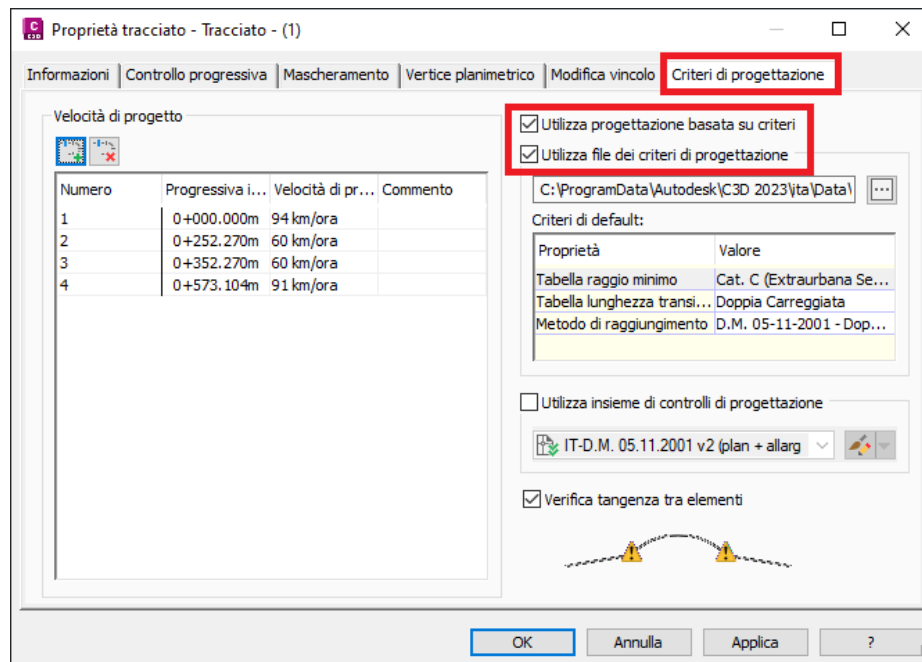 C
C3D
Proprietà tracciato - Tracciato - (1)
Informazioni Controllo progressiva Mascheramento Vertice planimetrico Modifica vincolo Criteri di progettazione
Velocità di progetto
Numero Progressiva i... Velocità di pr... Commento
1 0+000.000m 94 km/ora
2 0+252.270m 60 km/ora
3 0+352.270m 60 km/ora
4 0+573.104m 91 km/ora
Utilizza progettazione basata su criteri
Utilizza file dei criteri di progettazione
C:\ProgramData\Autodesk\C3D 2023\ita\Data\
...
Criteri di default:
Proprietà Valore
Tabella raggio minimo Cat. C (Extraurbana Se...
Tabella lunghezza transi... Doppia Carreggiata
Metodo di raggiungimento D.M. 05-11-2001 - Dop...
Utilizza insieme di controlli di progettazione
IT-D.M. 05.11.2001 v2 (plan + allarg
Verifica tangenza tra elementi
OK Annulla Applica ?